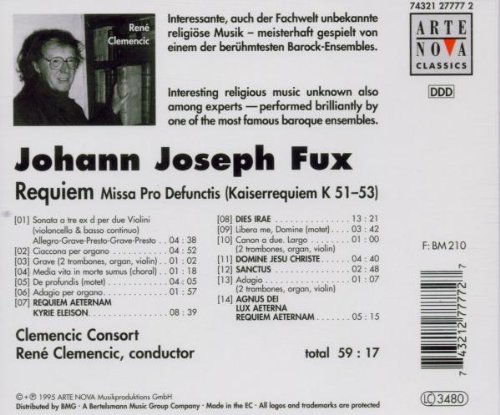 René
Clemencic
Interessante, auch der Fachwelt unbekannte
religiöse Musik – meisterhaft gespielt von
einem der berühmtesten Barock-Ensembles.
Interesting religious music unknown also
among experts — performed brilliantly by
one of the most famous baroque ensembles.
74321 27777 2
ARTE
NOVA
CLASSICS
DDD
Johann Joseph Fux
Requiem Missa Pro Defunctis (Kaiserrequiem K 51–53)
[01] Sonata a tre ex d per due Violini
(violoncello & basso continuo)
Allegro-Grave-Presto-Grave-Presto . . 04 : 38
[02] Ciaccona per organo . . . . . 04 : 52
[03] Grave (2 trombones, organ, violin) . 01 : 02
[04] Media vita in morte sumus (choral) . 01 : 18
[05] De profundis (motet) . . . . . 04 : 05
[06] Adagio per organo . . . . . 01 : 57
[07] REQUIEM AETERNAM
KYRIE ELEISON . . . . . 08 : 39
[08] DIES IRAE . . . . . 13 : 21
[09] Libera me, Domine (motet) . . . 03 : 42
[10] Canon a due. Largo . . . . . 01 : 00
(2 trombones, organ, violin)
[11] DOMINE JESU CHRISTE . . . 04 : 40
[12] SANCTUS . . . . . 02 : 48
[13] Adagio . . . . . 01 : 07
(2 trombones, organ, violin)
[14] AGNUS DEI
LUX AETERNA
REQUIEM AETERNAM . . . . . 05 : 15
Clemencic Consort
René Clemencic, conductor
total 59 : 17
F: BM 210
7 43212 77772 7
LC 3480
©+℗ 1995 ARTE NOVA Musikproduktions GmbH
Distributed by BMG · A Bertelsmann Music Group Company · Made in the EC · All logos and trademarks are protected